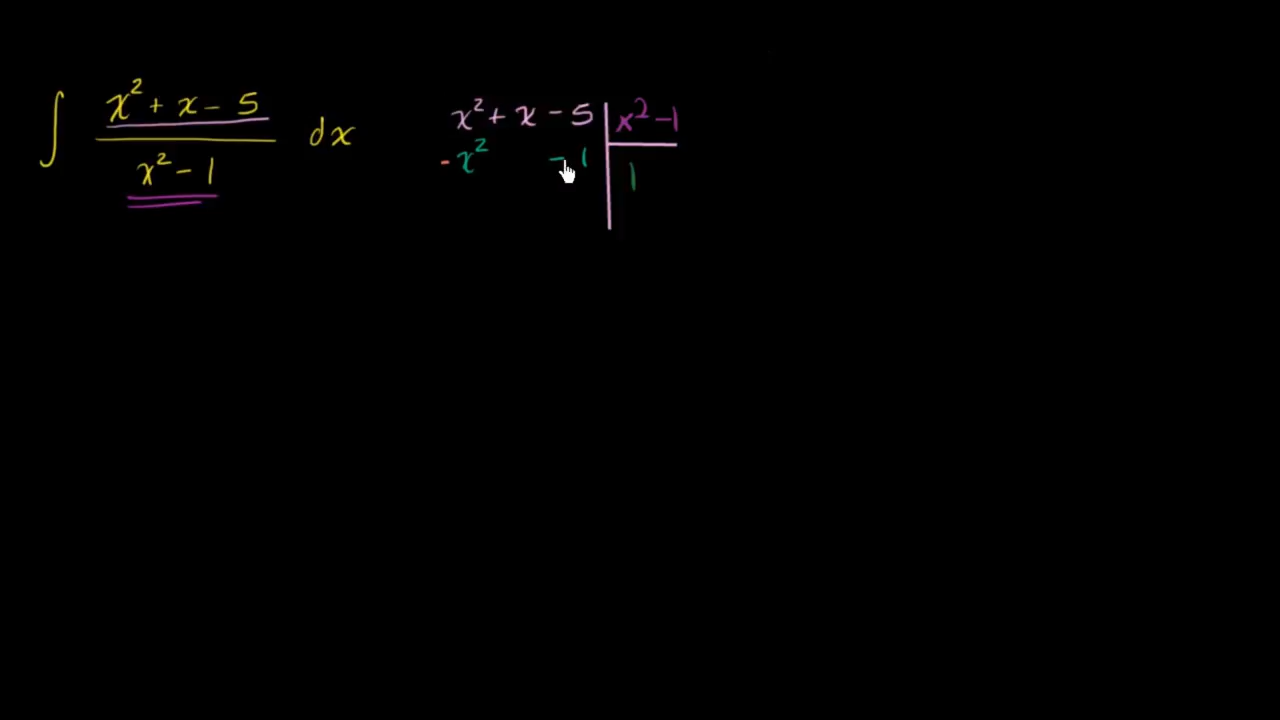 ∫ (x² + x − 5)/(x² − 1) dx
x² + x − 5 | x² − 1
- x² − 1 | 1